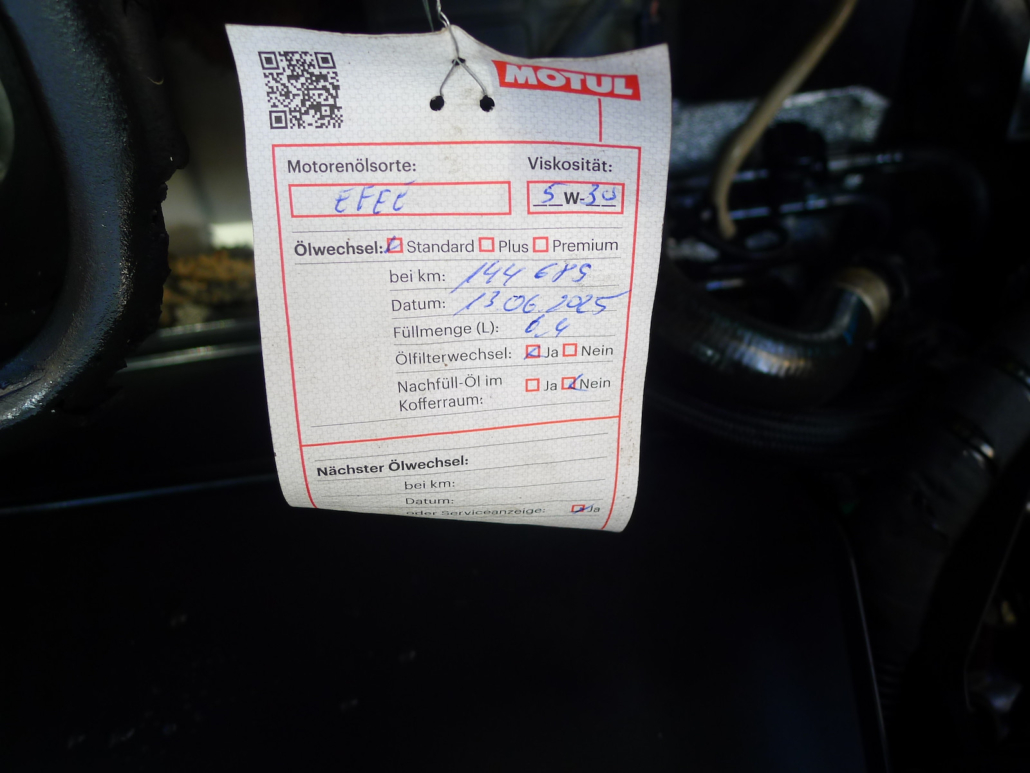 MOTUL
Motorenölsorte: Viskosität:
EFEE 5 W-30
Ölwechsel: Standard Plus Premium
bei km: 144 689
Datum: 13 06.2025
Füllmenge (L): 6,4
Ölfilterwechsel: Ja Nein
Nachfüll-Öl im Ja Nein
Kofferraum:
Nächster Ölwechsel:
bei km:
Datum:
oder Serviceanzeige: Ja